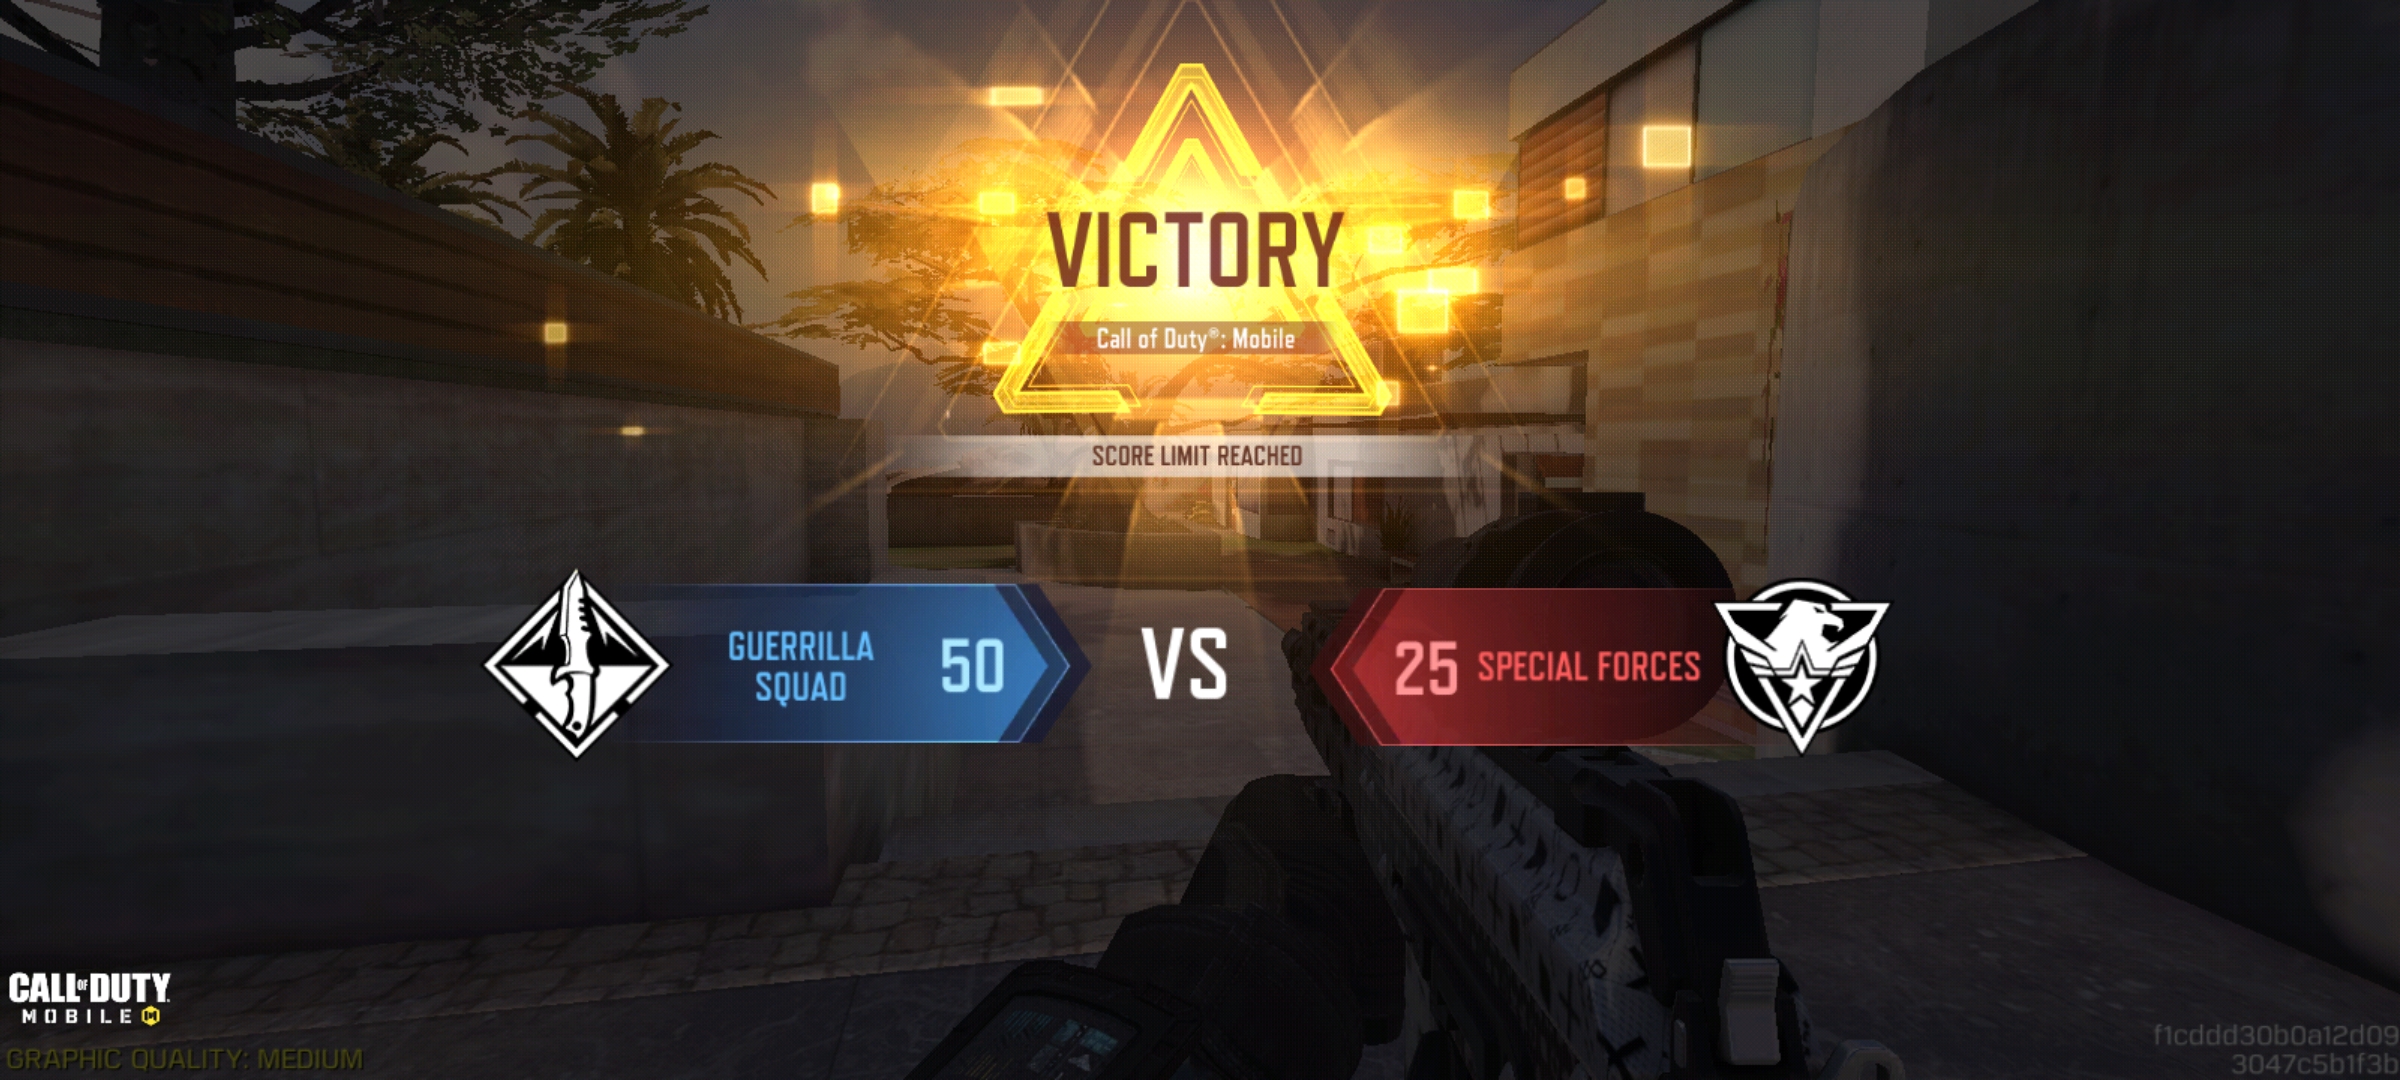 VICTORY
Call of Duty®: Mobile
SCORE LIMIT REACHED
GUERRILLA
SQUAD
50
VS
25
SPECIAL FORCES
CALL OF DUTY
MOBILE
GRAPHIC QUALITY: MEDIUM
f1cddd30b0a12d09
3047c5b1f3b